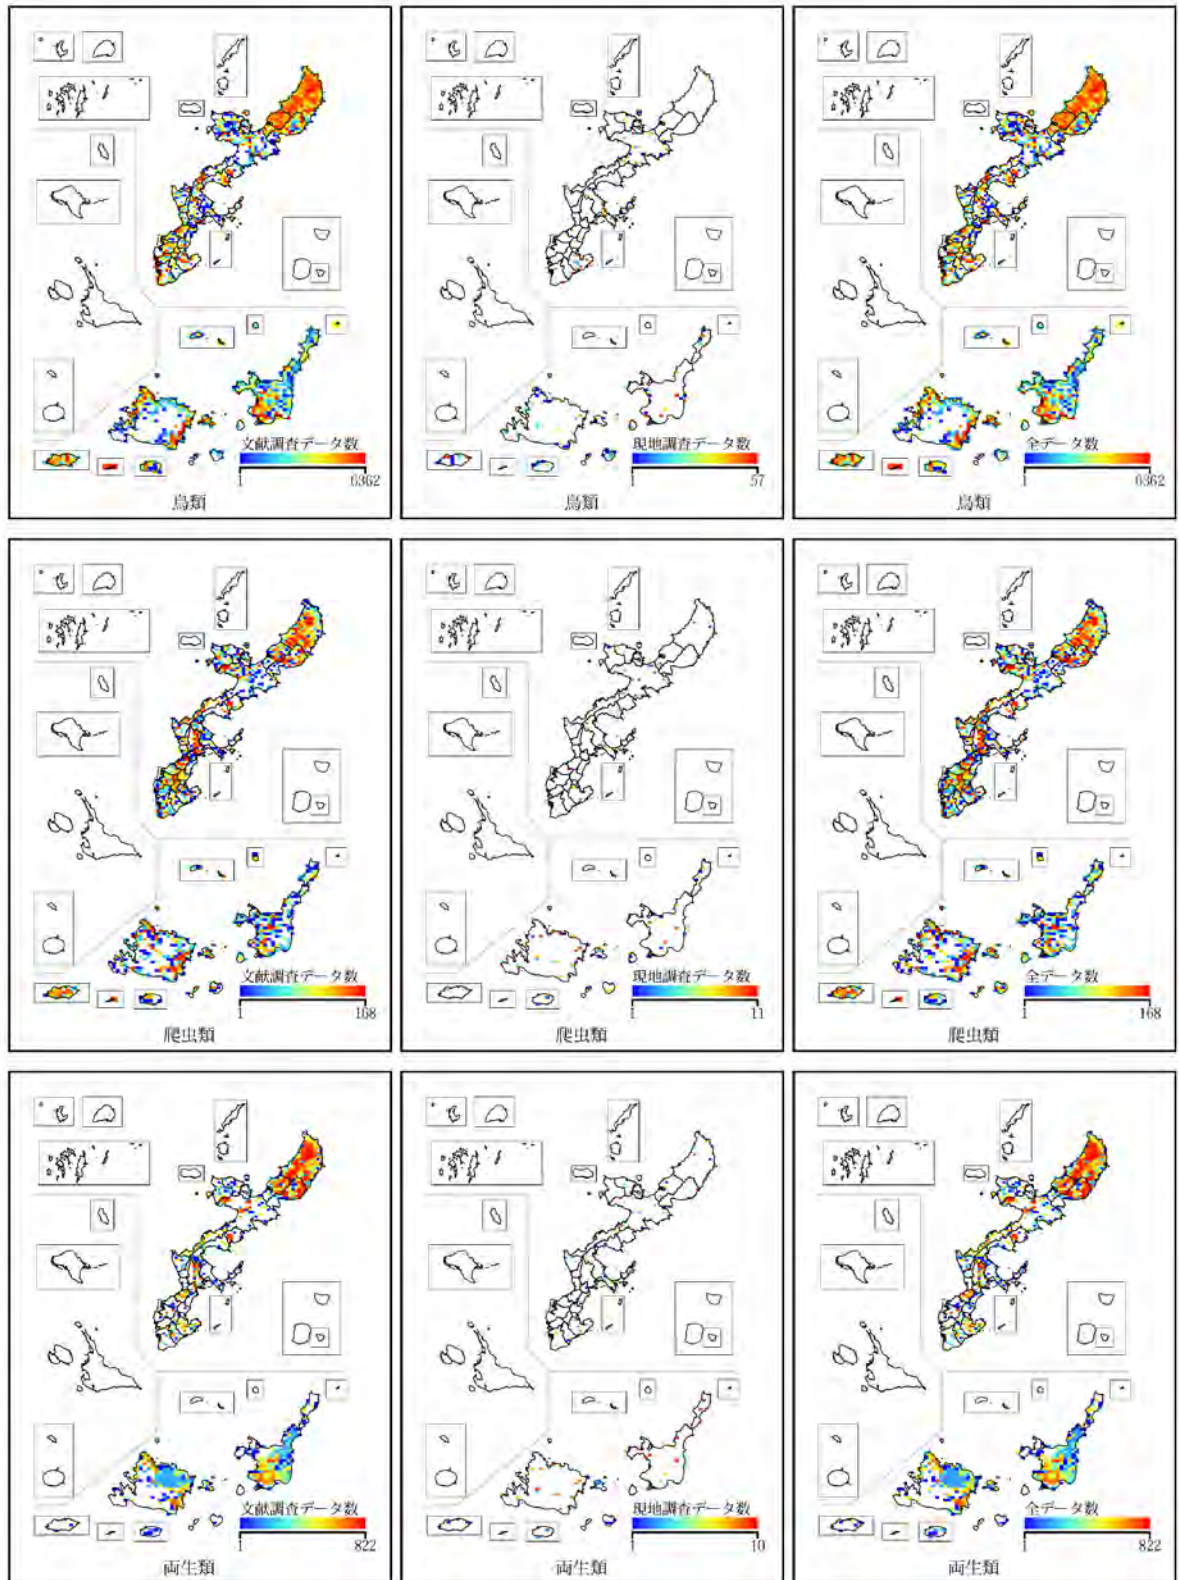 文献調査データ数
1 6362
鳥類
現地調査データ数
1 57
鳥類
全データ数
1 6362
鳥類
文献調査データ数
1 168
爬虫類
現地調査データ数
1 11
爬虫類
全データ数
1 168
爬虫類
文献調査データ数
1 822
両生類
現地調査データ数
1 10
両生類
全データ数
1 822
両生類